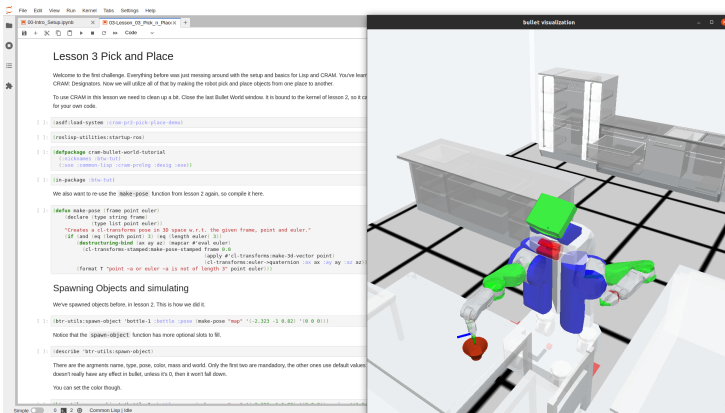 File Edit View Run Kernel Tabs Settings Help
00-Intro_Setup.ipynb
03-Lesson_03_Pick_n_Place
Code
bullet visualization
Lesson 3 Pick and Place
Welcome to the first challenge. Everything before was just messing around with the setup and basics for Lisp and CRAM. You've lear
CRAM: Designators. Now we will utilize all of that by making the robot pick and place objects from one place to another.
To use CRAM in this lesson we need to clean up a bit. Close the last Bullet World window. It is bound to the kernel of lesson 2, so it ca
for your own code.
[ ]: (asdf:load-system :cram-pr2-pick-place-demo)
[ ]: (roslisp-utilities:startup-ros)
[ ]: (defpackage cram-bullet-world-tutorial
(:nicknames :btw-tut)
(:use :common-lisp :cram-prolog :desig :exe))
[ ]: (in-package :btw-tut)
We also want to re-use the make-pose function from lesson 2 again, so compile it here.
[ ]: (defun make-pose (frame point euler)
(declare (type string frame)
(type list point euler))
"Creates a cl-transforms pose in 3D space w.r.t. the given frame, point and euler."
(if (and (eq (length point) 3) (eq (length euler) 3))
(destructuring-bind (ax ay az) (mapcar #'eval euler)
(cl-transforms-stamped:make-pose-stamped frame 0.0
(apply #'cl-transforms:make-3d-vector point)
(cl-transforms:euler->quaternion :ax ax :ay ay :az az)
(format T "point ~a or euler ~a is not of length 3" point euler)))
Spawning Objects and simulating
We've spawned objects before, in lesson 2. This is how we did it.
[ ]: (btr-utils:spawn-object 'bottle-1 :bottle :pose (make-pose "map" '(-2.323 -1 0.82) '(0 0 0)))
Notice that the spawn-object function has more optional slots to fill.
[ ]: (describe 'btr-utils:spawn-object)
There are the argments name, type, pose, color, mass and world. Only the first two are mandadory, the other ones use default values
doesn't really have any effect in bullet, unless it's 0, then it won't fall down.
You can set the color though.
Simple 0 2 Common Lisp | Idle